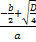 -b/2 + √(D/4)
a